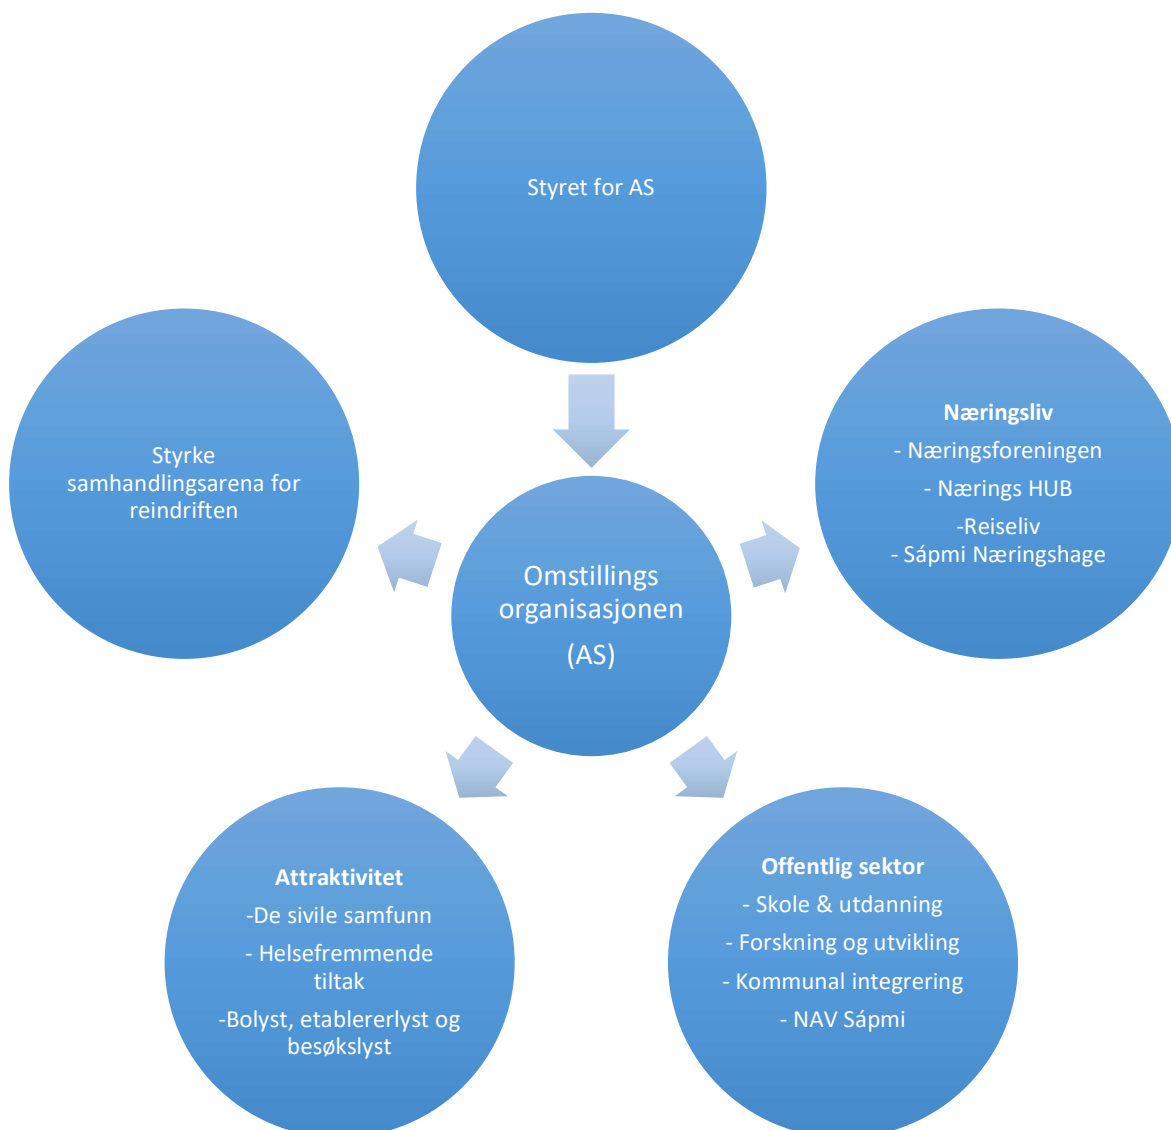 Styret for AS
Styrke
samhandlingsarena for
reindriften
Næringsliv
- Næringsforeningen
- Nærings HUB
-Reiseliv
- Sápmi Næringshage
Omstillings
organisasjonen
(AS)
Attraktivitet
-De sivile samfunn
- Helsefremmende
tiltak
-Bolyst, etablererlyst og
besøkslyst
Offentlig sektor
- Skole & utdanning
- Forskning og utvikling
- Kommunal integrering
- NAV Sápmi